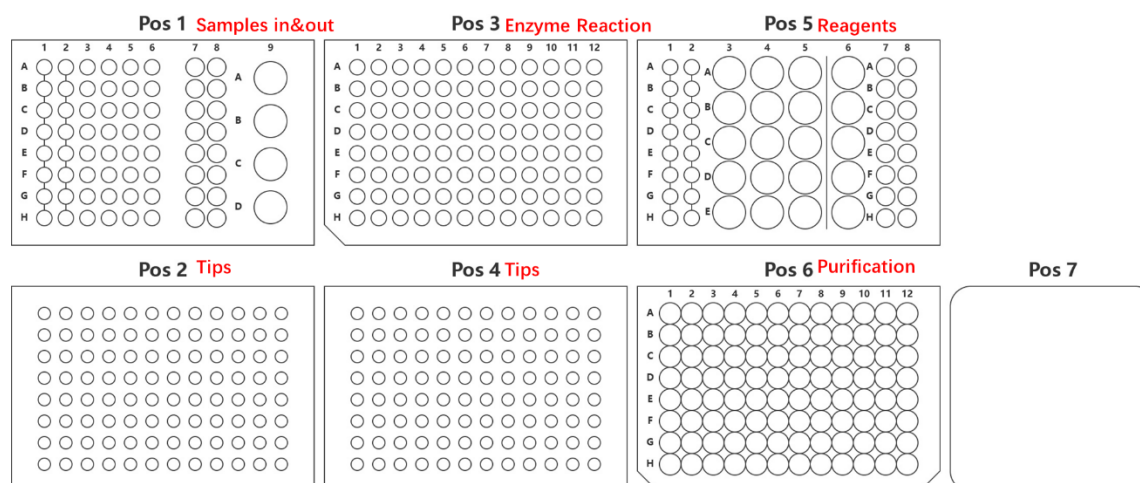 Pos 1 Samples in&out
Pos 3 Enzyme Reaction
Pos 5 Reagents
1 2 3 4 5 6 7 8 9
1 2 3 4 5 6 7 8 9 10 11 12
1 2 3 4 5 6 7 8
A A A A A A
B B B B B
C C C C C
D D D D D
E E E E
F F F F
G G G
H H H H
Pos 2 Tips
Pos 4 Tips
Pos 6 Purification
Pos 7
1 2 3 4 5 6 7 8 9 10 11 12
A
B
C
D
E
F
G
H